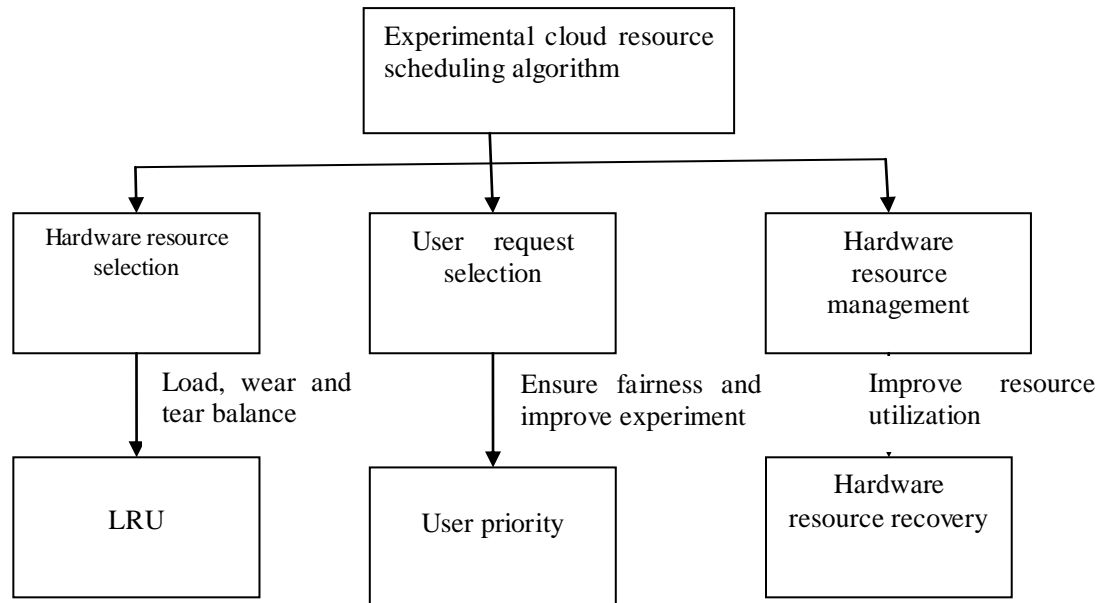 Experimental cloud resource
scheduling algorithm
Hardware resource
selection
User request
selection
Hardware
resource
management
Load, wear and
tear balance
Ensure fairness and
improve experiment
Improve resource
utilization
LRU
User priority
Hardware
resource recovery